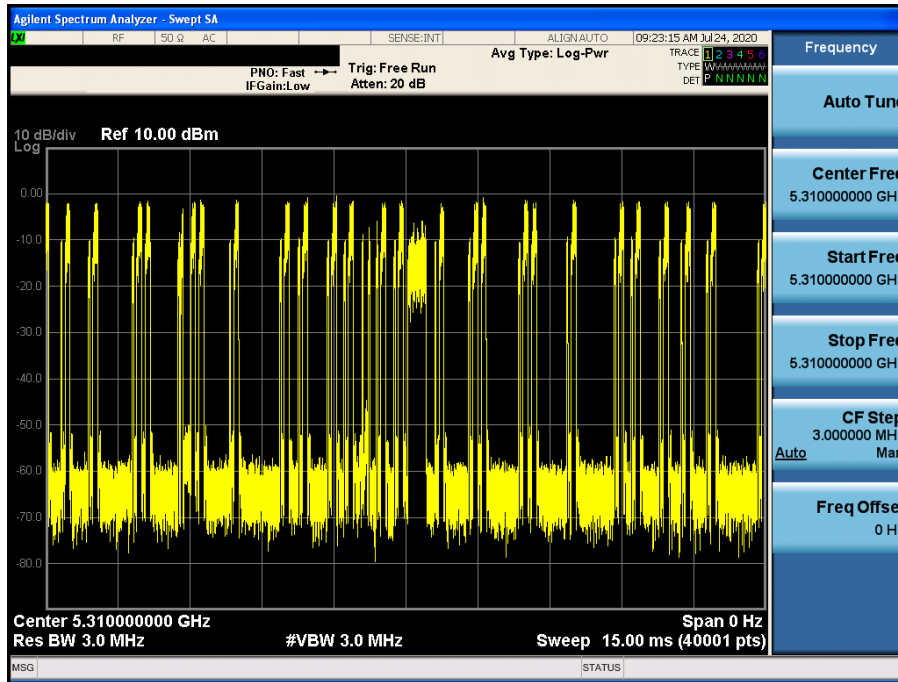 Agilent Spectrum Analyzer - Swept SA
LXI RF 50 Ω AC SENSE:INT ALIGN AUTO 09:23:15 AM Jul 24, 2020
Frequency
Avg Type: Log-Pwr
TRACE 1 2 3 4 5 6
PNO: Fast Trig: Free Run
TYPE WWWWWW
IFGain:Low Atten: 20 dB
DET P N N N N N
Auto Tun
10 dB/div Ref 10.00 dBm
Log
Center Fre
5.310000000 GH
0.00
-10.0
Start Fre
5.310000000 GH
-20.0
-30.0
Stop Fre
5.310000000 GH
-40.0
-50.0
CF Step
3.000000 MH
Auto Ma
-60.0
-70.0
Freq Offse
0 H
-80.0
Center 5.310000000 GHz Span 0 Hz
Res BW 3.0 MHz #VBW 3.0 MHz Sweep 15.00 ms (40001 pts)
MSG STATUS